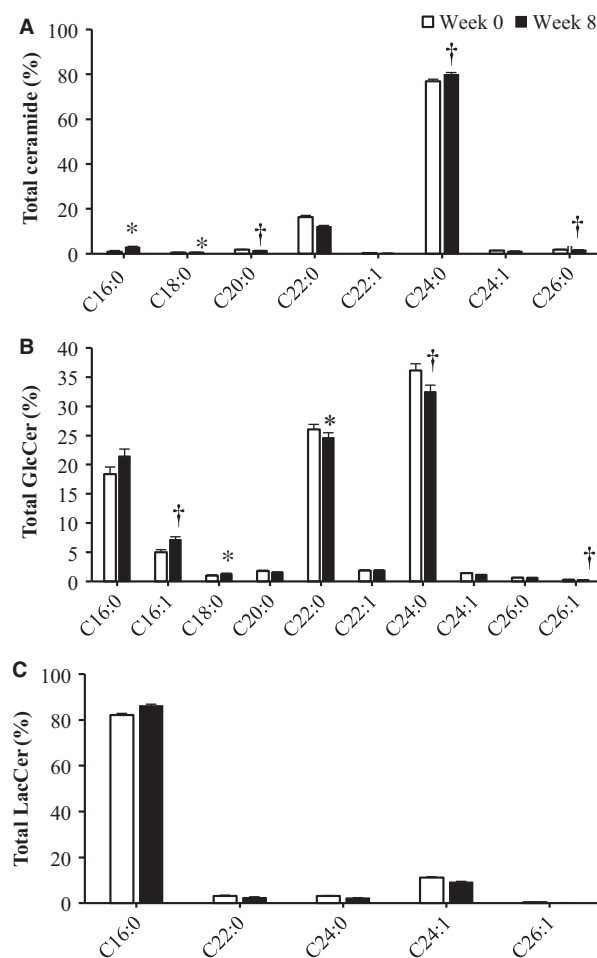 A
Week 0 Week 8
Total ceramide (%)
100
80
60
40
20
0
* * † † †
C16:0 C18:0 C20:0 C22:0 C22:1 C24:0 C24:1 C26:0
B
Total GlcCer (%)
40
35
30
25
20
15
10
5
0
† * * † †
C16:0 C16:1 C18:0 C20:0 C22:0 C22:1 C24:0 C24:1 C26:0 C26:1
C
Total LacCer (%)
100
80
60
40
20
0
C16:0 C22:0 C24:0 C24:1 C26:1